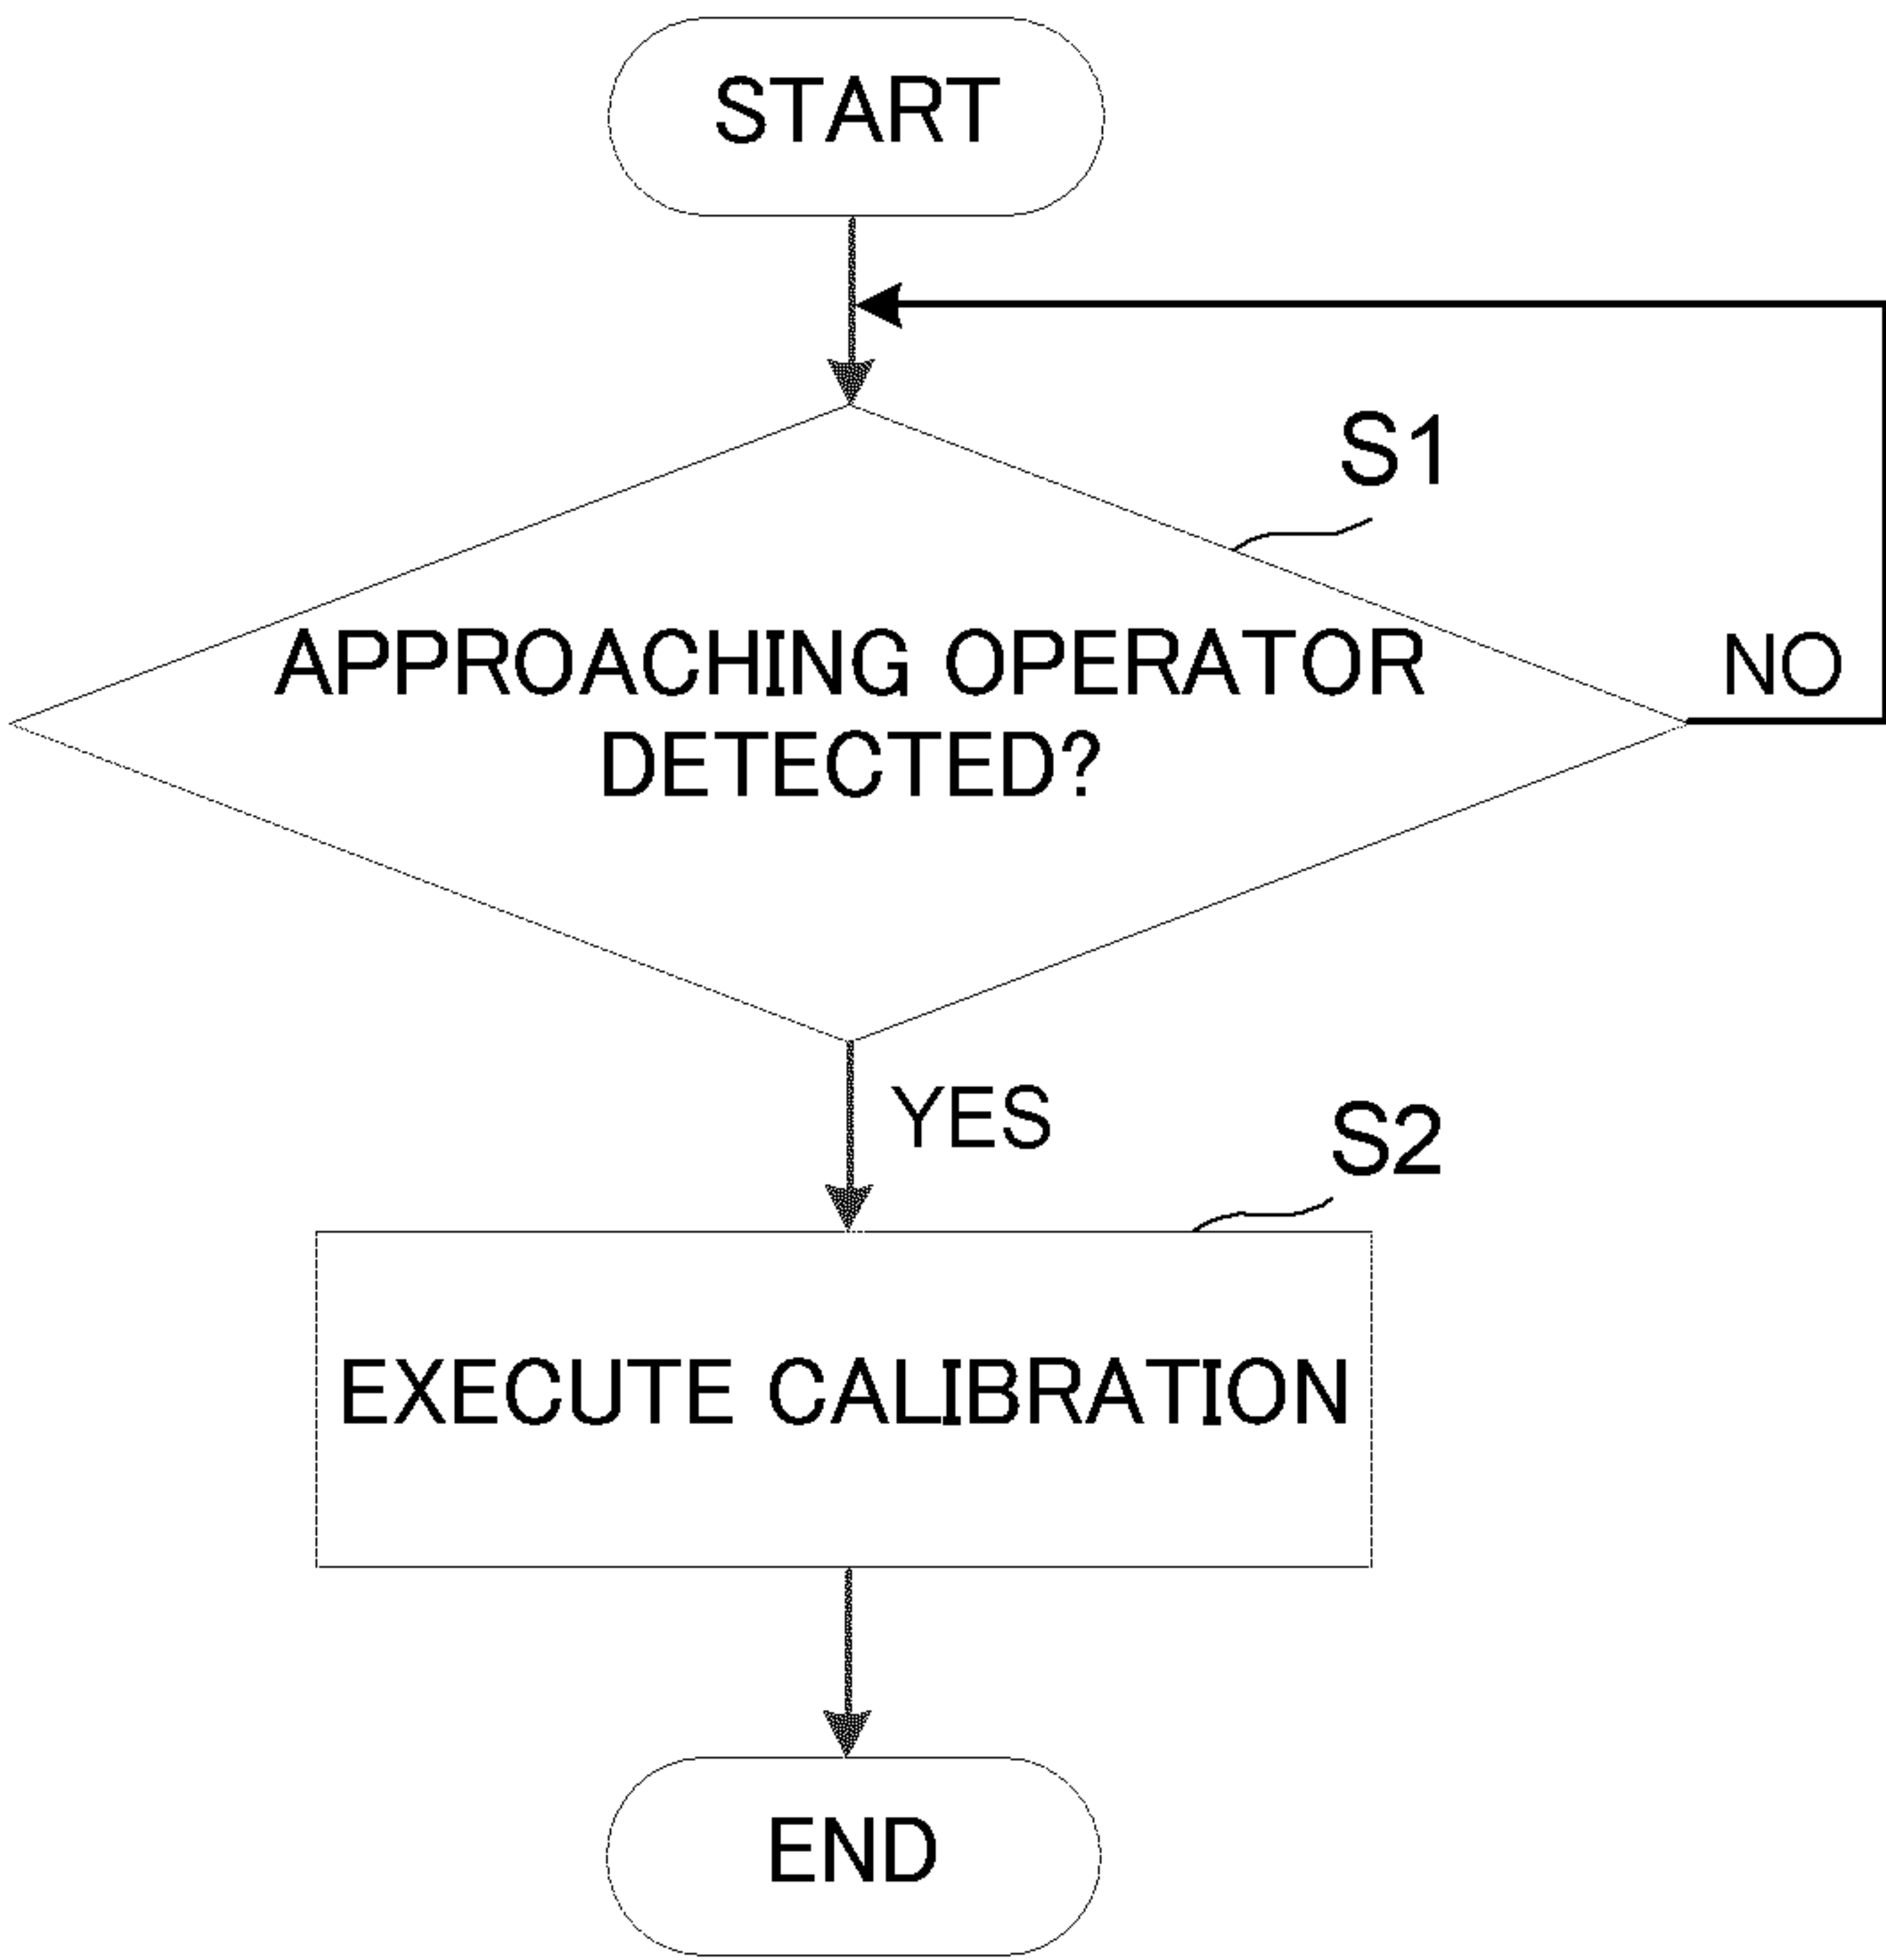 START
S1
APPROACHING OPERATOR
DETECTED?
NO
YES
S2
EXECUTE CALIBRATION
END